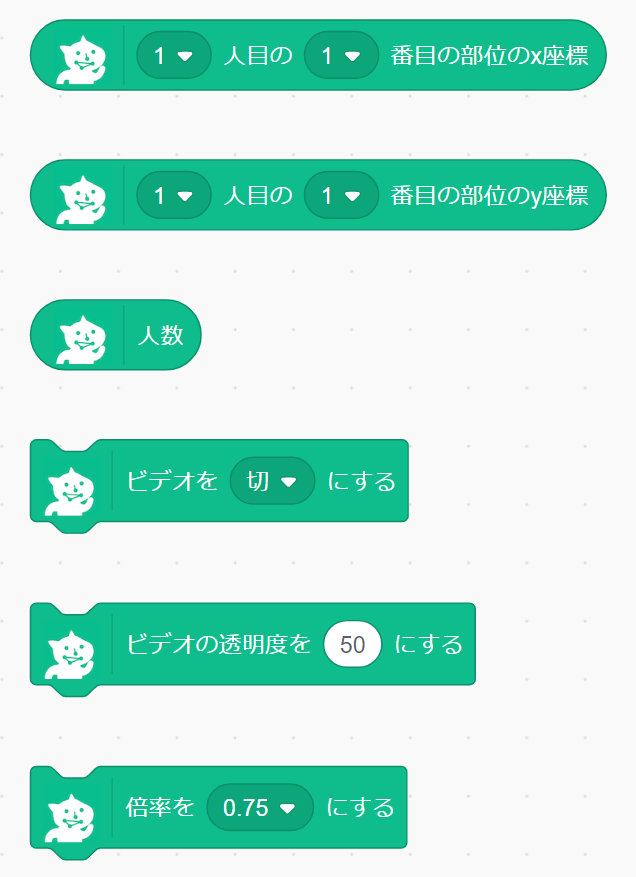 1 人目の 1 番目の部位のx座標
1 人目の 1 番目の部位のy座標
人数
ビデオを 切 にする
ビデオの透明度を 50 にする
倍率を 0.75 にする